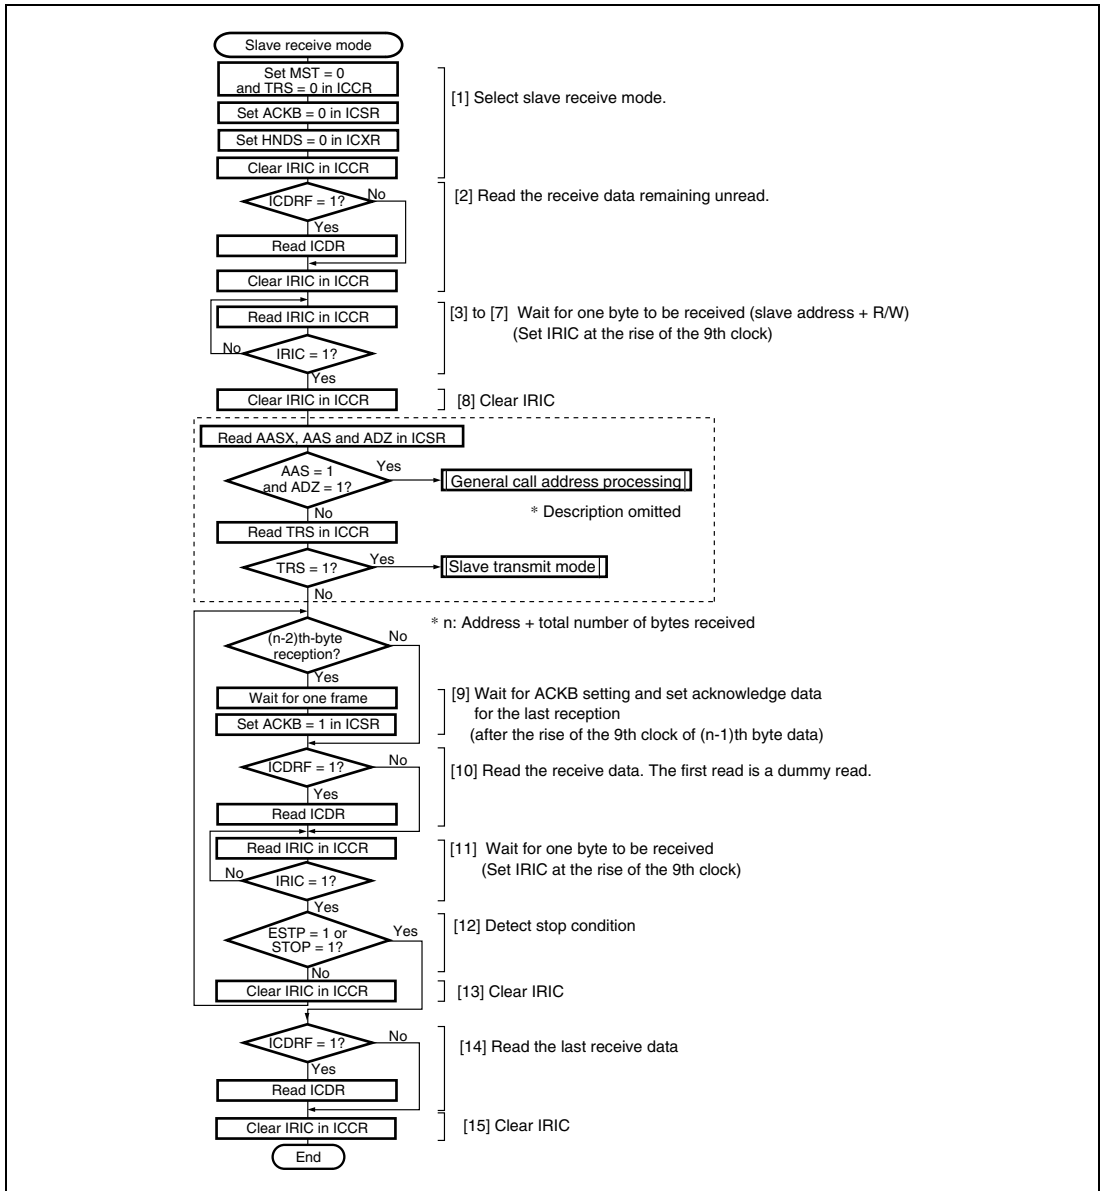 Slave receive mode
Set MST = 0
and TRS = 0 in ICCR
[1] Select slave receive mode.
Set ACKB = 0 in ICSR
Set HNDS = 0 in ICXR
Clear IRIC in ICCR
ICDRF = 1?
No
[2] Read the receive data remaining unread.
Yes
Read ICDR
Clear IRIC in ICCR
Read IRIC in ICCR
[3] to [7] Wait for one byte to be received (slave address + R/W)
(Set IRIC at the rise of the 9th clock)
No
IRIC = 1?
Yes
Clear IRIC in ICCR
[8] Clear IRIC
Read AASX, AAS and ADZ in ICSR
AAS = 1
and ADZ = 1?
Yes
General call address processing
No
* Description omitted
Read TRS in ICCR
TRS = 1?
Yes
Slave transmit mode
No
* n: Address + total number of bytes received
(n-2)th-byte
reception?
No
Yes
Wait for one frame
[9] Wait for ACKB setting and set acknowledge data
for the last reception
(after the rise of the 9th clock of (n-1)th byte data)
Set ACKB = 1 in ICSR
ICDRF = 1?
No
[10] Read the receive data. The first read is a dummy read.
Yes
Read ICDR
Read IRIC in ICCR
[11] Wait for one byte to be received
(Set IRIC at the rise of the 9th clock)
No
IRIC = 1?
Yes
ESTP = 1 or
STOP = 1?
Yes
[12] Detect stop condition
No
Clear IRIC in ICCR
[13] Clear IRIC
ICDRF = 1?
No
[14] Read the last receive data
Yes
Read ICDR
Clear IRIC in ICCR
[15] Clear IRIC
End